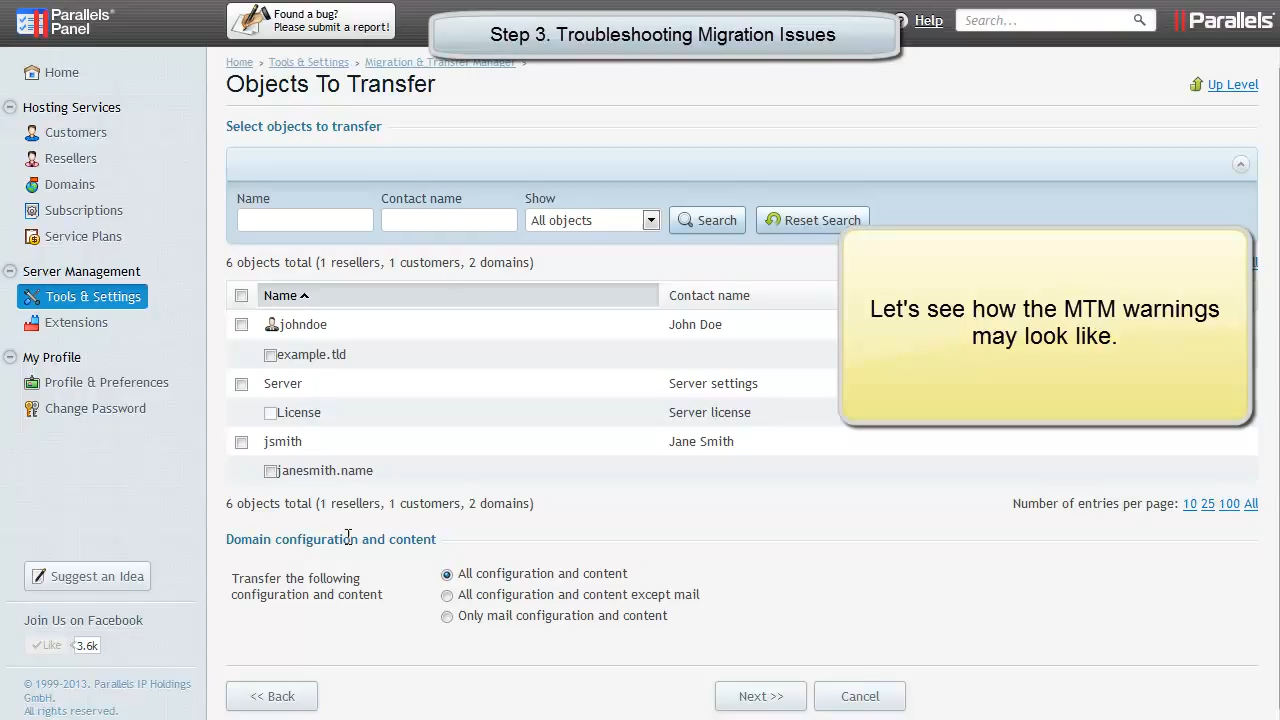 Parallels® Panel
Found a bug?
Please submit a report!
Step 3. Troubleshooting Migration Issues
Help
Search...
Parallels®
Home
Hosting Services
Customers
Resellers
Domains
Subscriptions
Service Plans
Server Management
Tools & Settings
Extensions
My Profile
Profile & Preferences
Change Password
Suggest an Idea
Join Us on Facebook
Like 3.6k
© 1999-2013. Parallels IP Holdings
GmbH.
All rights reserved.
Home > Tools & Settings > Migration & Transfer Manager >
Objects To Transfer
Up Level
Select objects to transfer
Name Contact name Show
All objects Search Reset Search
6 objects total (1 resellers, 1 customers, 2 domains)
Name Contact name
johndoe John Doe
example.tld
Server Server settings
License Server license
jsmith Jane Smith
janesmith.name
Let's see how the MTM warnings
may look like.
6 objects total (1 resellers, 1 customers, 2 domains) Number of entries per page: 10 25 100 All
Domain configuration and content
Transfer the following
configuration and content
All configuration and content
All configuration and content except mail
Only mail configuration and content
<< Back Next >> Cancel